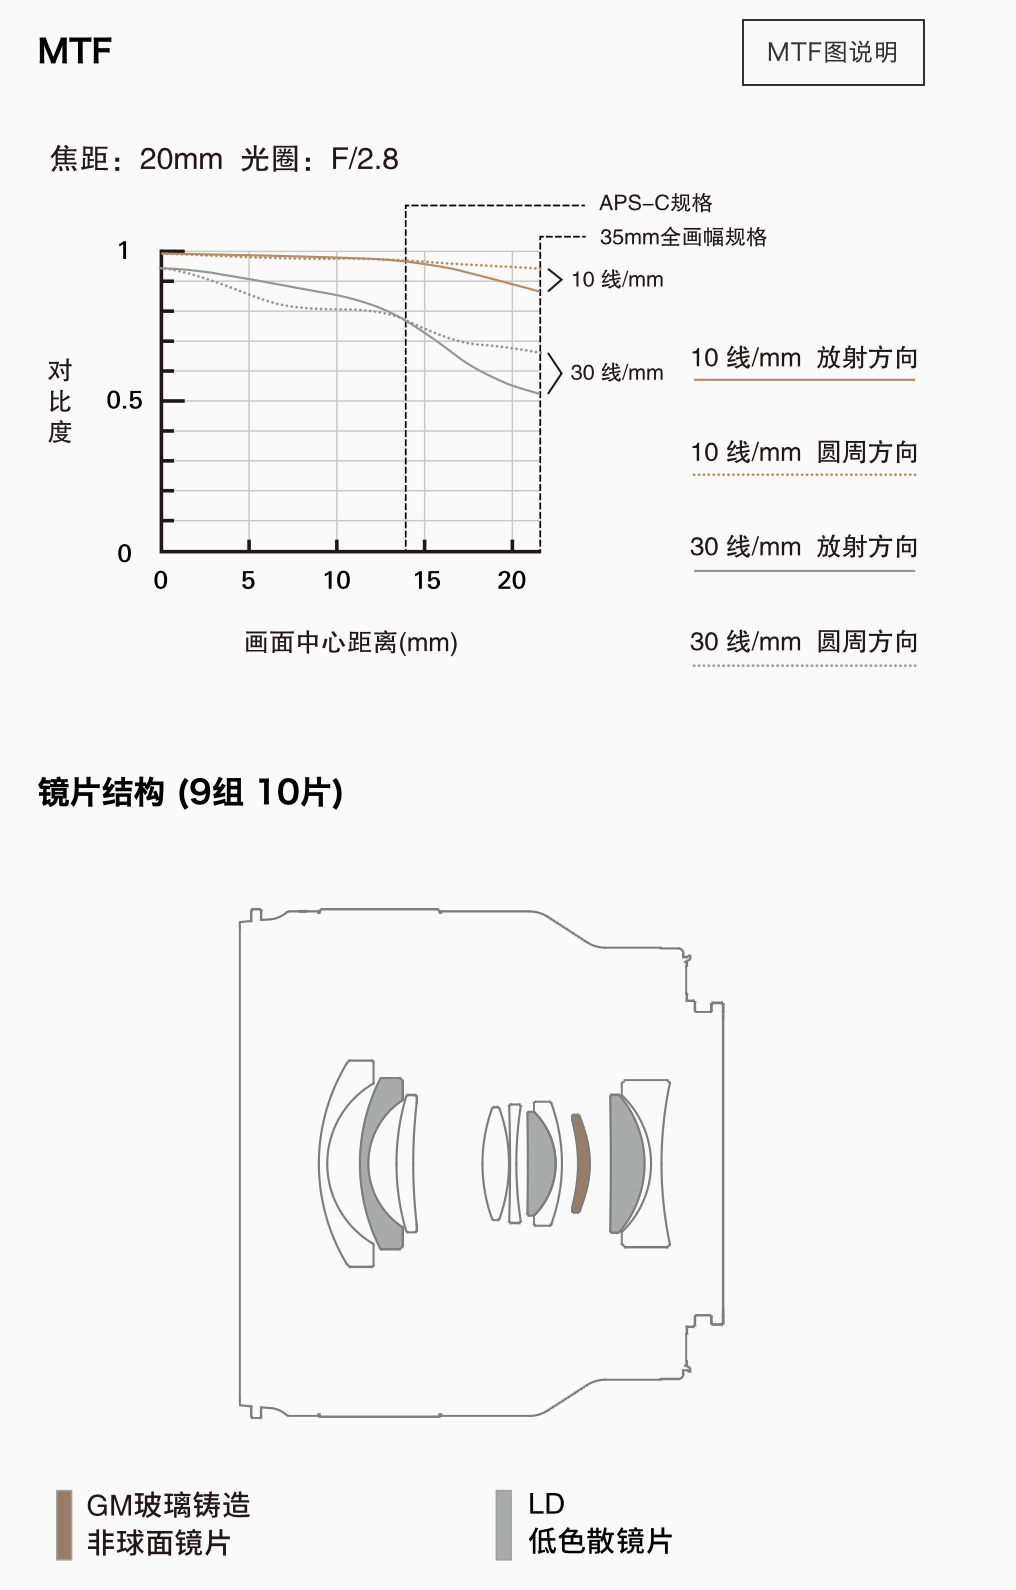 MTF
MTF图说明
焦距：20mm 光圈：F/2.8
APS-C规格
35mm全画幅规格
1
10 线/mm
10 线/mm 放射方向
对比度
0.5
30 线/mm
10 线/mm 圆周方向
30 线/mm 放射方向
0
0 5 10 15 20
画面中心距离(mm)
30 线/mm 圆周方向
镜片结构 (9组 10片)
GM玻璃铸造
非球面镜片
LD
低色散镜片